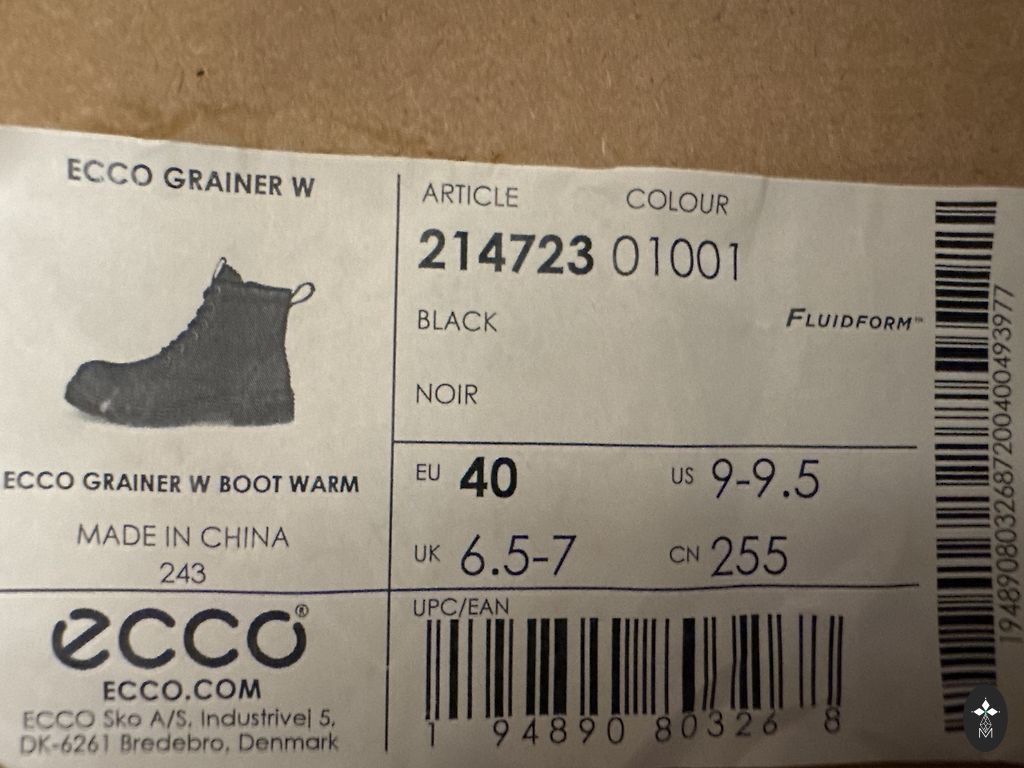 ECCO GRAINER W
ECCO GRAINER W BOOT WARM
MADE IN CHINA
243
ARTICLE COLOUR
214723 01001
BLACK
FLUIDFORM™
NOIR
EU 40 US 9-9.5
UK 6.5-7 CN 255
ecco®
ECCO.COM
ECCO Sko A/S, Industrivej 5,
DK-6261 Bredebro, Denmark
UPC/EAN
1 94890 80326 8
19489080326872004004939​77
M